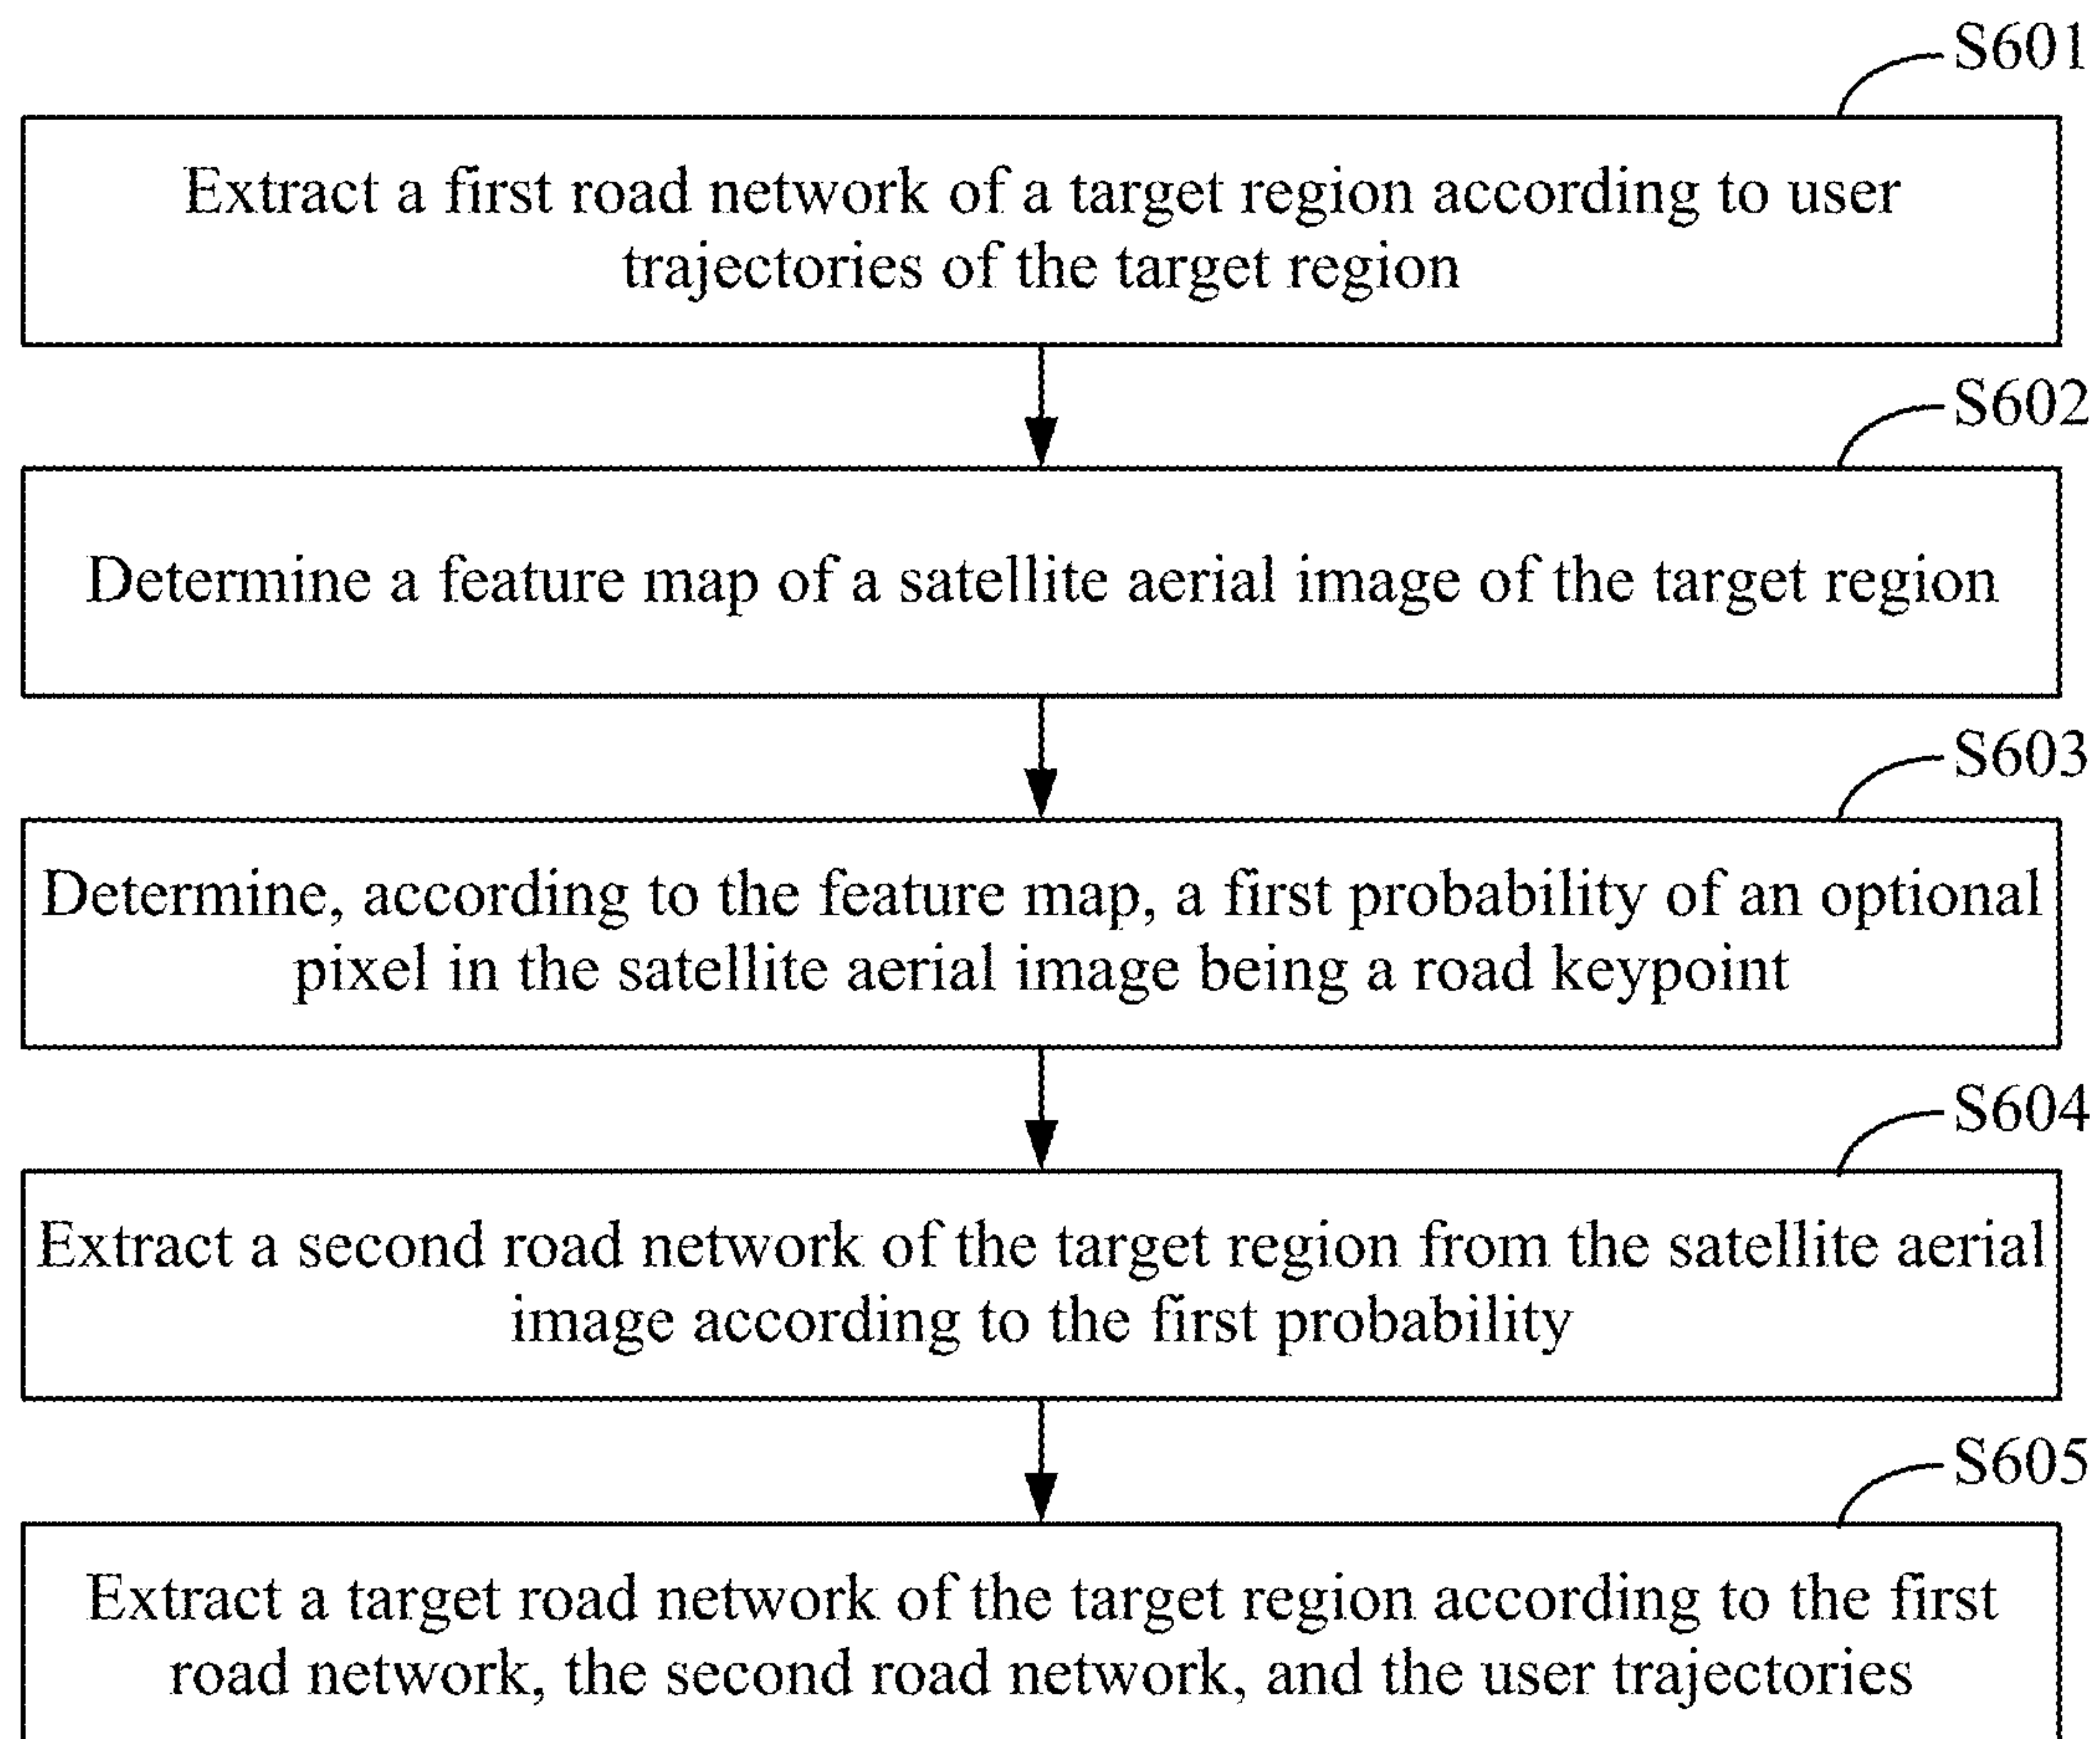 S601
Extract a first road network of a target region according to user
trajectories of the target region
S602
Determine a feature map of a satellite aerial image of the target region
S603
Determine, according to the feature map, a first probability of an optional
pixel in the satellite aerial image being a road keypoint
S604
Extract a second road network of the target region from the satellite aerial
image according to the first probability
S605
Extract a target road network of the target region according to the first
road network, the second road network, and the user trajectories